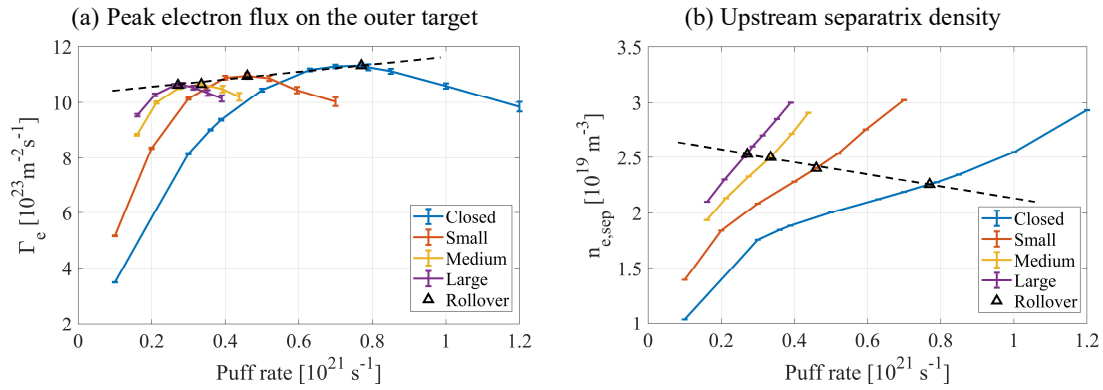 (a) Peak electron flux on the outer target
12
10
8
6
4
2
Γe [10^23 m^-2 s^-1]
0
0.2
0.4
0.6
0.8
1
1.2
Puff rate [10^21 s^-1]
Closed
Small
Medium
Large
Rollover
(b) Upstream separatrix density
3.5
3
2.5
2
1.5
1
n_e,sep [10^19 m^-3]
0
0.2
0.4
0.6
0.8
1
1.2
Puff rate [10^21 s^-1]
Closed
Small
Medium
Large
Rollover